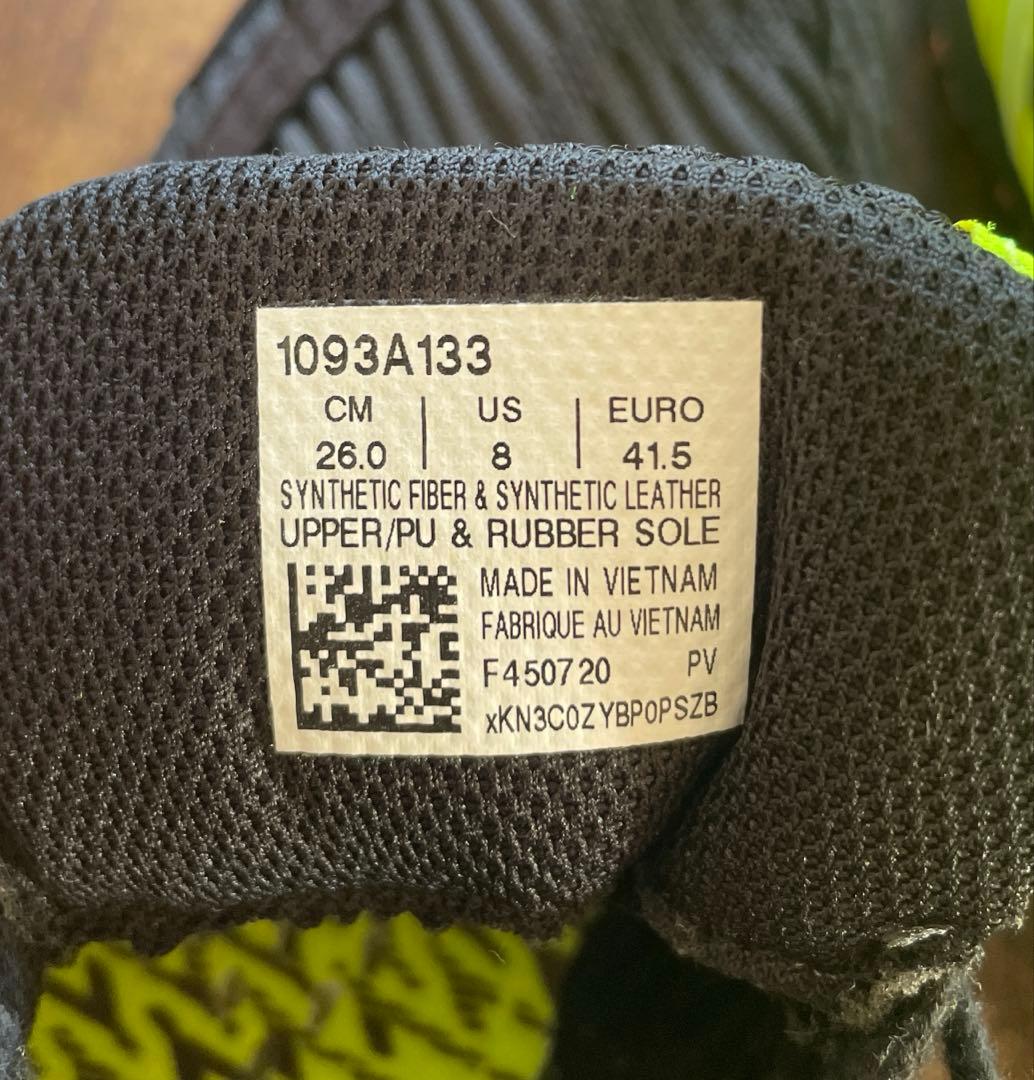 1093A133
CM | US | EURO
26.0 | 8 | 41.5
SYNTHETIC FIBER & SYNTHETIC LEATHER
UPPER/PU & RUBBER SOLE
MADE IN VIETNAM
FABRIQUE AU VIETNAM
F450720 PV
xKN3C0ZYBP0PSZB